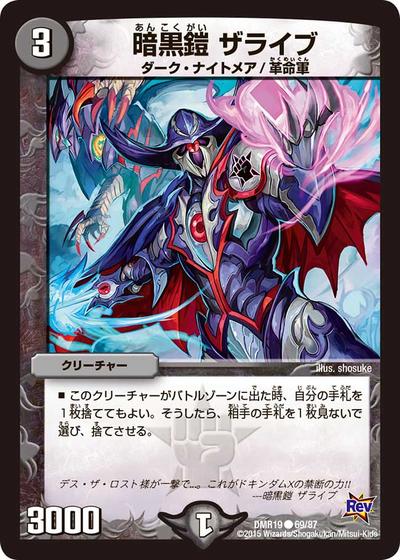 3
あんこくがい
暗黒鎧 ザライブ
かくめいぐん
ダーク・ナイトメア / 革命軍
illus. shosuke
クリーチャー
■ このクリーチャーがバトルゾーンに出た時、自分の手札を
1枚捨ててもよい。そうしたら、相手の手札を1枚見ないで
選び、捨てさせる。
デス・ザ・ロスト様が一撃で…。これがドキンダムXの禁断の力!!
---暗黒鎧 ザライブ
3000
Rev
DMR19 ● 69/87
©2015 Wizards/Shogakukan/Mitsui-Kids